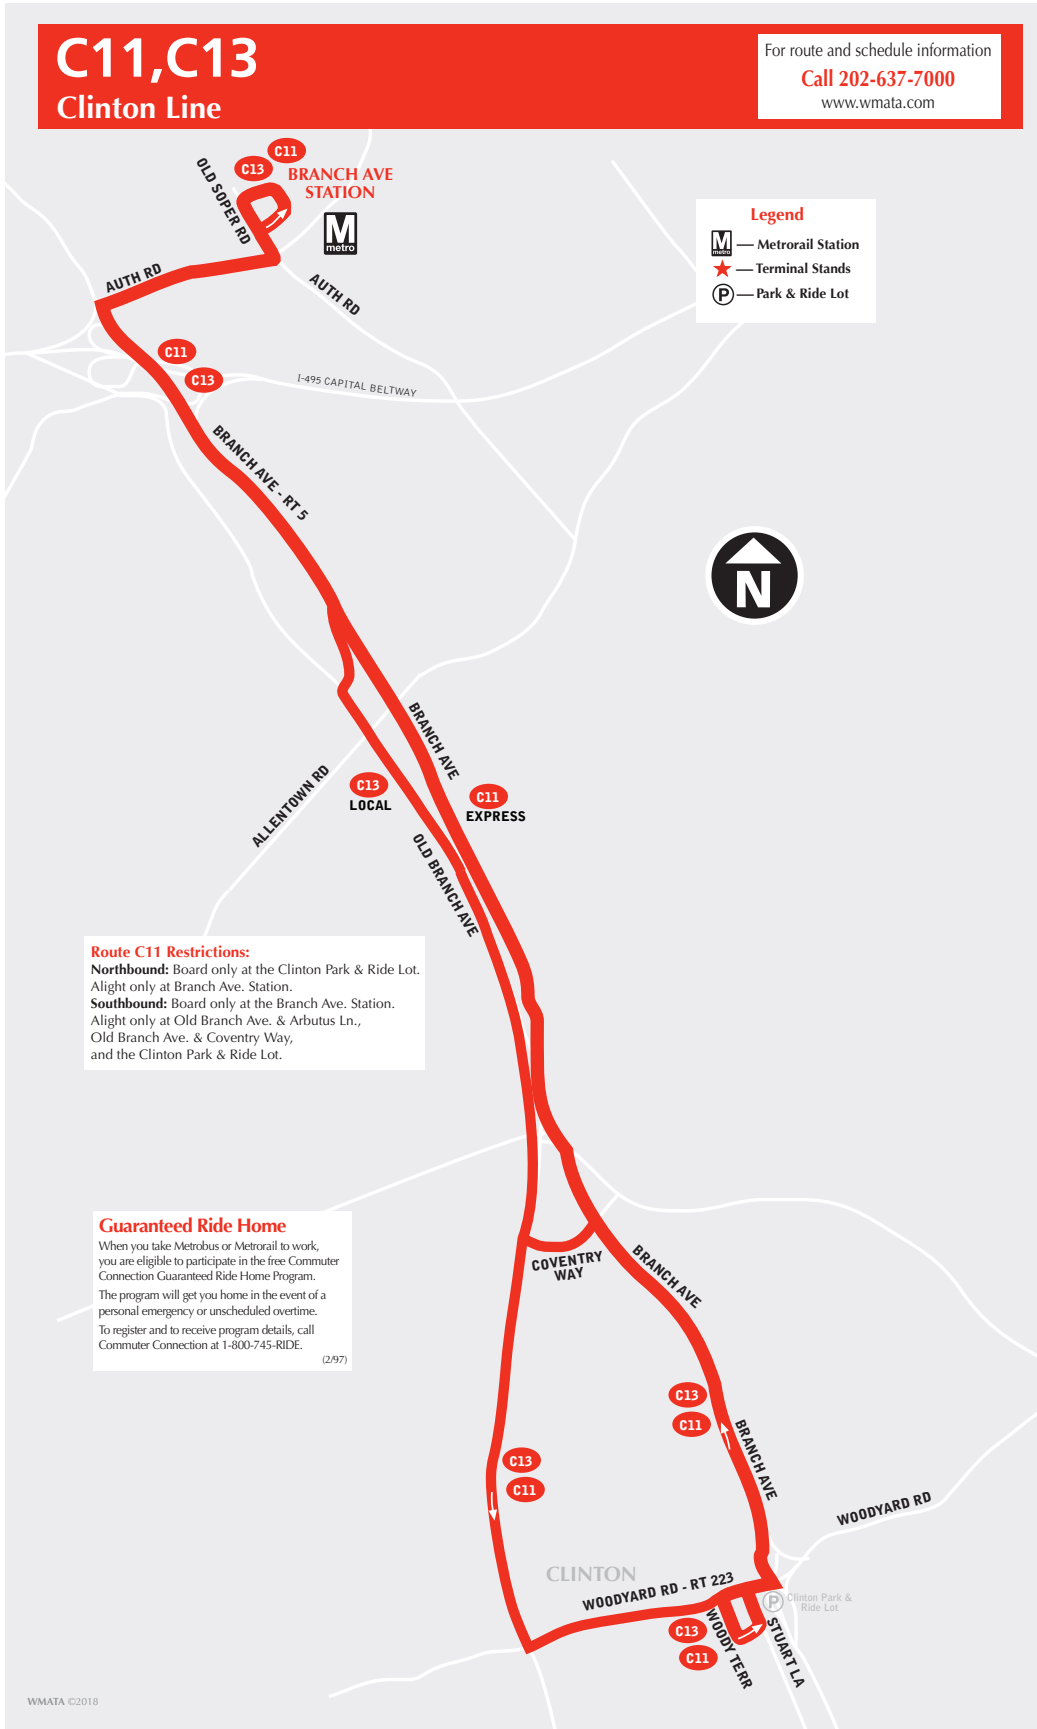 C11,C13
Clinton Line
For route and schedule information
Call 202-637-7000
www.wmata.com
C11
C13
BRANCH AVE
STATION
OLD SOPER RD
M
metro
AUTH RD
AUTH RD
Legend
M
metro
— Metrorail Station
— Terminal Stands
P — Park & Ride Lot
C11
C13
I-495 CAPITAL BELTWAY
BRANCH AVE - RT 5
N
BRANCH AVE
ALLENTOWN RD
C13
LOCAL
C11
EXPRESS
OLD BRANCH AVE
Route C11 Restrictions:
Northbound: Board only at the Clinton Park & Ride Lot.
Alight only at Branch Ave. Station.
Southbound: Board only at the Branch Ave. Station.
Alight only at Old Branch Ave. & Arbutus Ln.,
Old Branch Ave. & Coventry Way,
and the Clinton Park & Ride Lot.
Guaranteed Ride Home
When you take Metrobus or Metrorail to work,
you are eligible to participate in the free Commuter
Connection Guaranteed Ride Home Program.
The program will get you home in the event of a
personal emergency or unscheduled overtime.
To register and to receive program details, call
Commuter Connection at 1-800-745-RIDE.
(2/97)
COVENTRY
WAY
BRANCH AVE
C13
C11
BRANCH AVE
C13
C11
WOODYARD RD
CLINTON
WOODYARD RD - RT 223
P
Clinton Park &
Ride Lot
C13
C11
WOODY TERR
STUART LA
WMATA ©2018